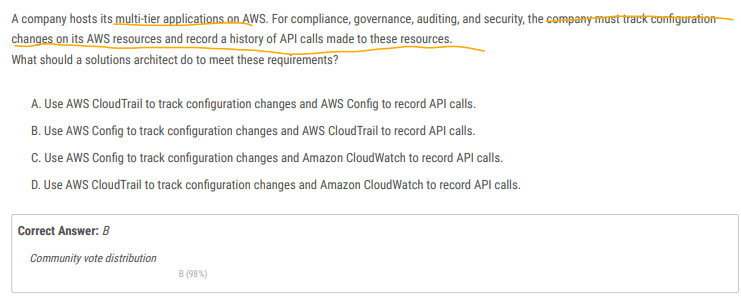 A company hosts its multi-tier applications on AWS. For compliance, governance, auditing, and security, the company must track configuration
changes on its AWS resources and record a history of API calls made to these resources.
What should a solutions architect do to meet these requirements?
A. Use AWS CloudTrail to track configuration changes and AWS Config to record API calls.
B. Use AWS Config to track configuration changes and AWS CloudTrail to record API calls.
C. Use AWS Config to track configuration changes and Amazon CloudWatch to record API calls.
D. Use AWS CloudTrail to track configuration changes and Amazon CloudWatch to record API calls.
Correct Answer: B
Community vote distribution
B (98%)